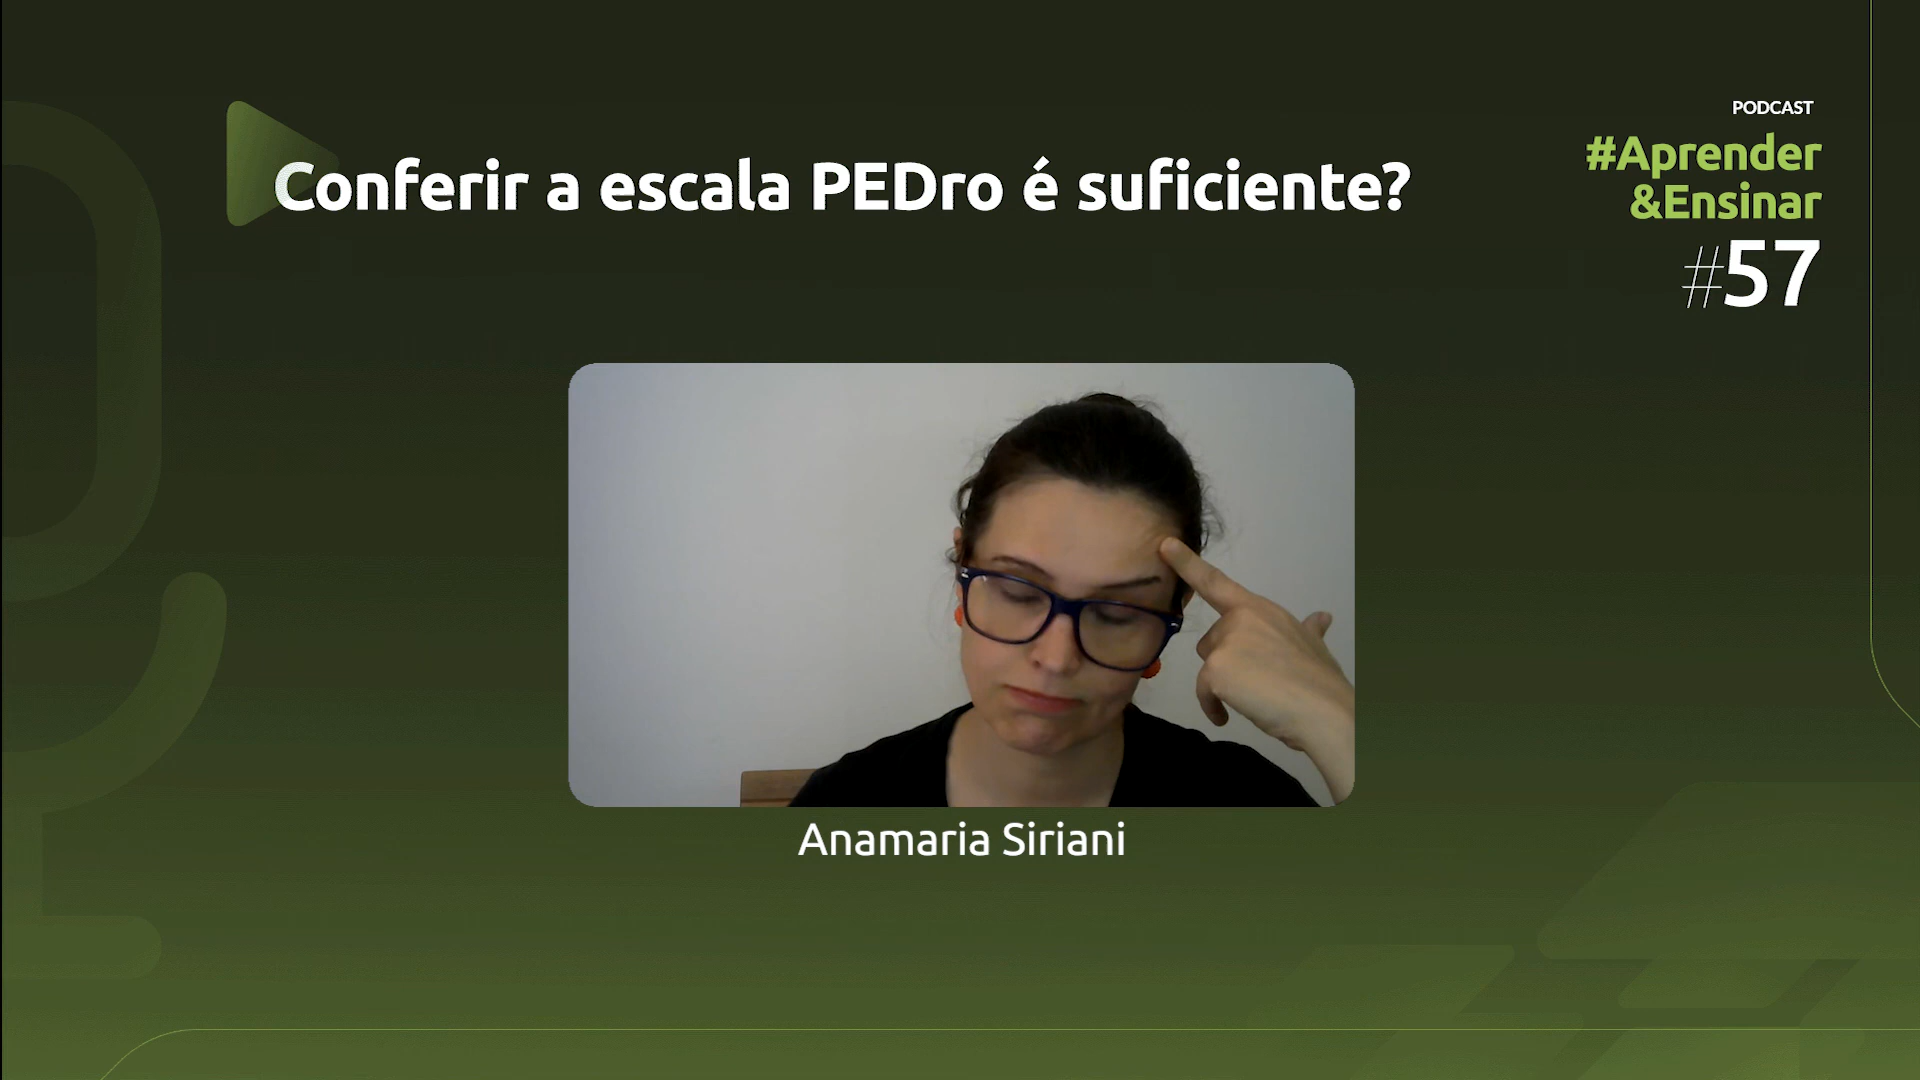 Conferir a escala PEDro é suficiente?
PODCAST
#Aprender
&Ensinar
#57
Anamaria Siriani